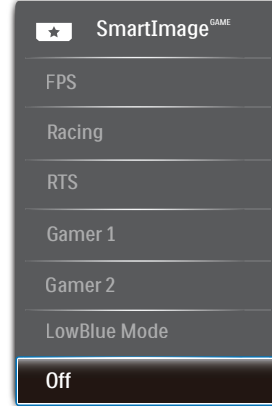 SmartImage GAME
FPS
Racing
RTS
Gamer 1
Gamer 2
LowBlue Mode
Off